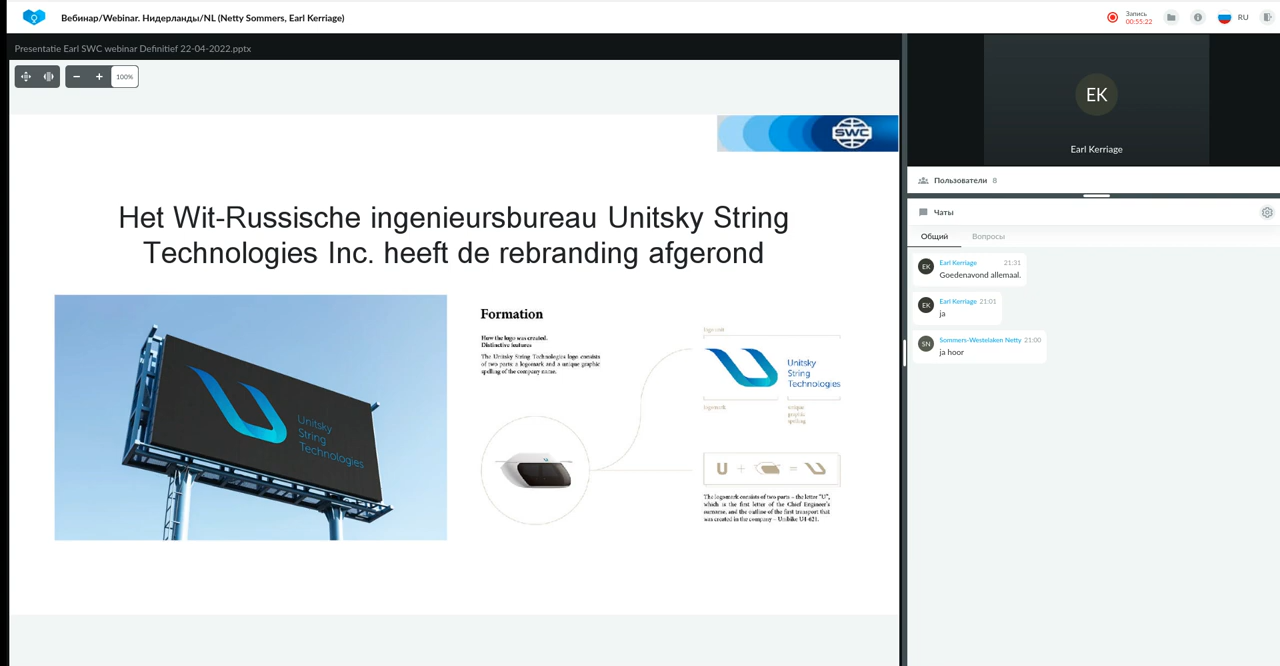 Вебинар/Webinar. Нидерланды/NL (Netty Sommers, Earl Kerriage)
Запись
00:55:22
RU
Presentatie Earl SWC webinar Definitief 22-04-2022.pptx
100%
SWC
Het Wit-Russische ingenieursbureau Unitsky String
Technologies Inc. heeft de rebranding afgerond
Unitsky
String
Technologies
Formation
How the logo was created.
Distinctive features
The Unitsky String Technologies logo consists
of two parts: a logomark and a unique graphic
spelling of the company name.
Unitsky
String
Technologies
logomark
unique
graphic
spelling
U + =
The logomark consists of two parts – the letter "U",
which is the first letter of the Chief Engineer's
surname, and the outline of the first transport that
was created in the company – Unibike U4-621.
EK
Earl Kerriage
Пользователи 8
Чаты
Общий
Вопросы
EK
Earl Kerriage 21:31
Goedenavond allemaal.
EK
Earl Kerriage 21:01
ja
SN
Sommers-Westelaken Netty 21:00
ja hoor